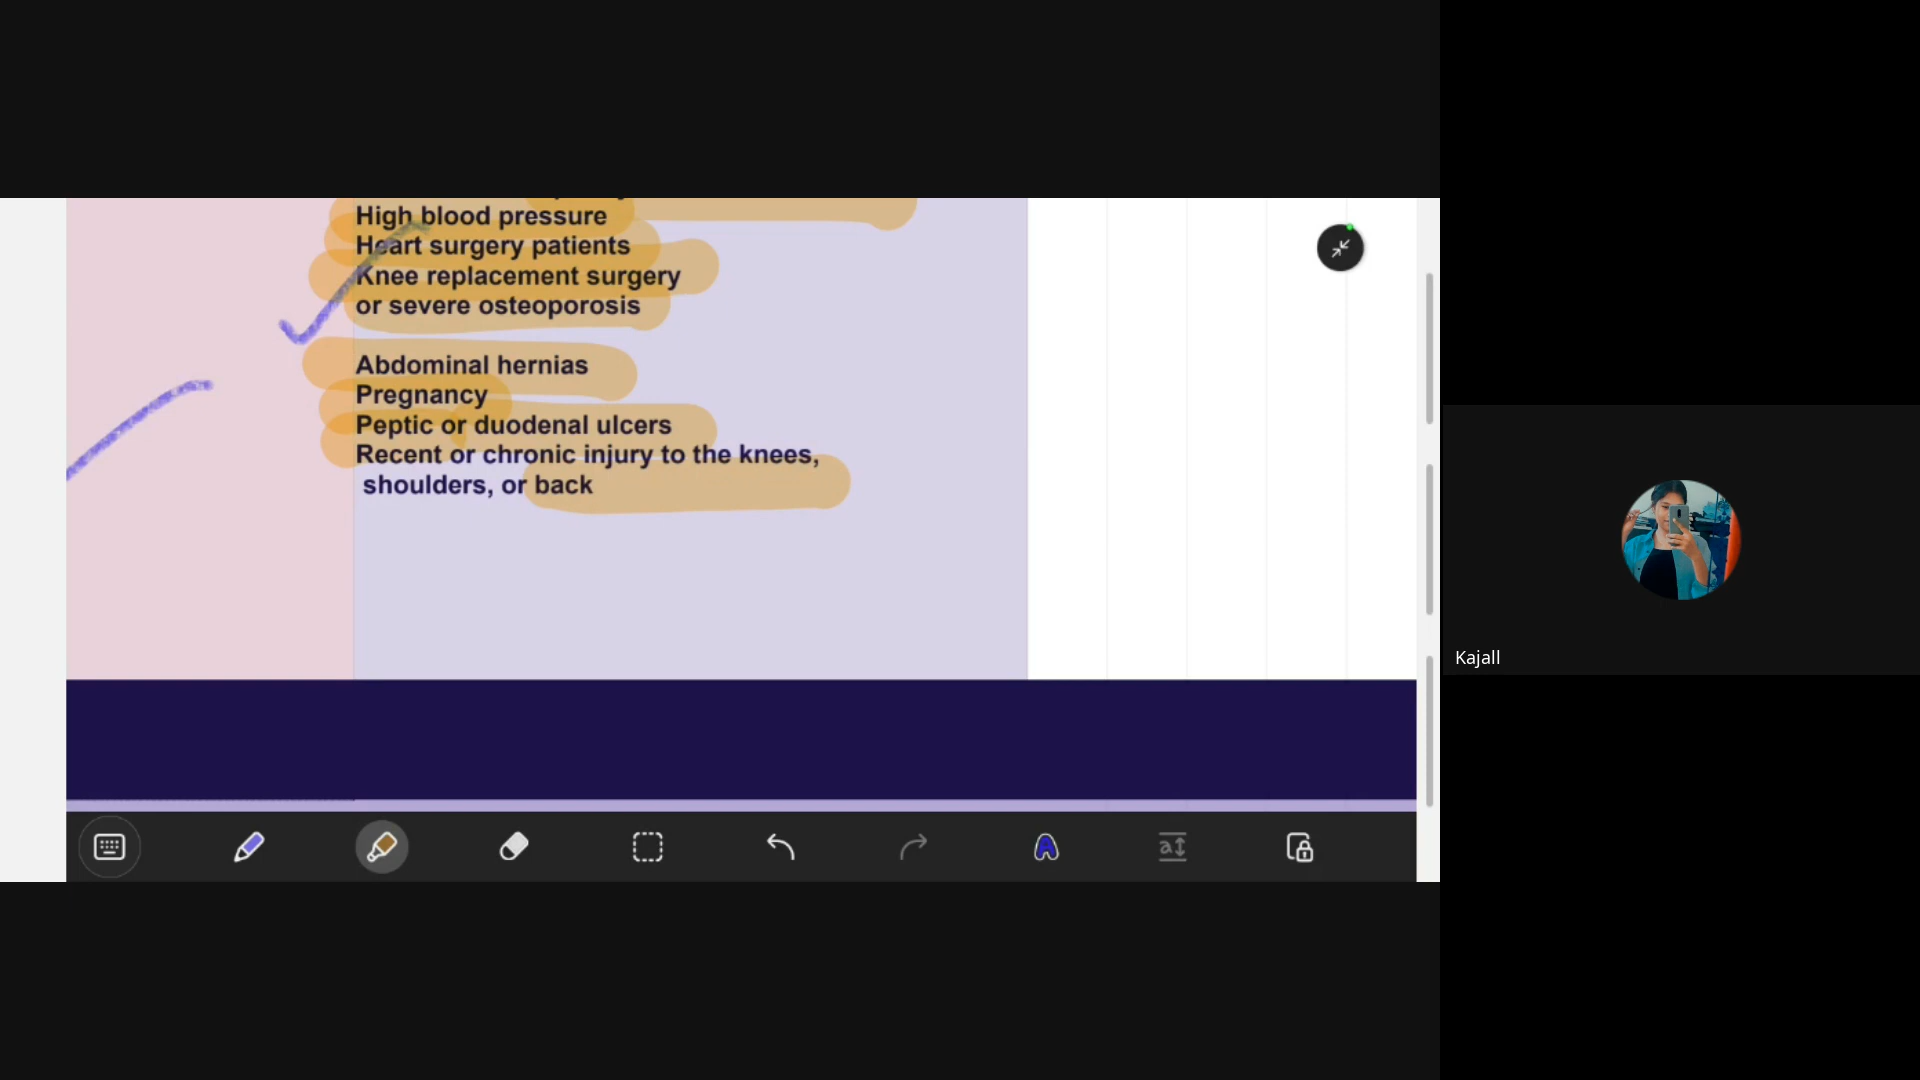 High blood pressure
Heart surgery patients
Knee replacement surgery
or severe osteoporosis
Abdominal hernias
Pregnancy
Peptic or duodenal ulcers
Recent or chronic injury to the knees,
shoulders, or back
Kajall